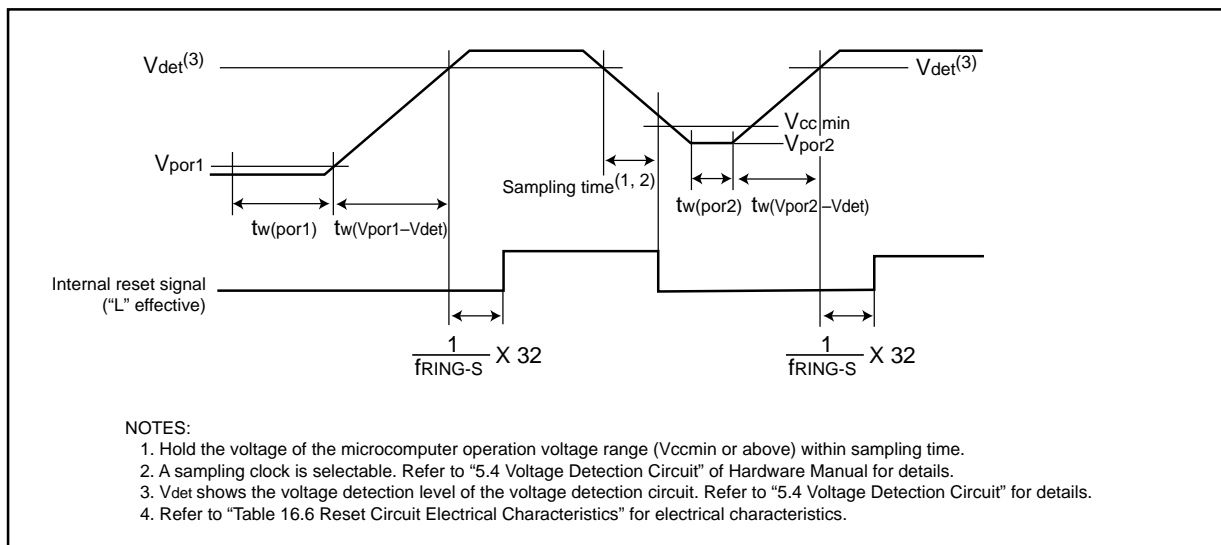 Vdet(3)
Vdet(3)
Vcc min
Vpor1
Vpor2
Sampling time(1, 2)
tw(por1)
tw(Vpor1–Vdet)
tw(por2)
tw(Vpor2 –Vdet)
Internal reset signal
(“L” effective)
1
fRING-S
X 32
1
fRING-S
X 32
NOTES:
1. Hold the voltage of the microcomputer operation voltage range (Vccmin or above) within sampling time.
2. A sampling clock is selectable. Refer to “5.4 Voltage Detection Circuit” of Hardware Manual for details.
3. Vdet shows the voltage detection level of the voltage detection circuit. Refer to “5.4 Voltage Detection Circuit” for details.
4. Refer to “Table 16.6 Reset Circuit Electrical Characteristics” for electrical characteristics.